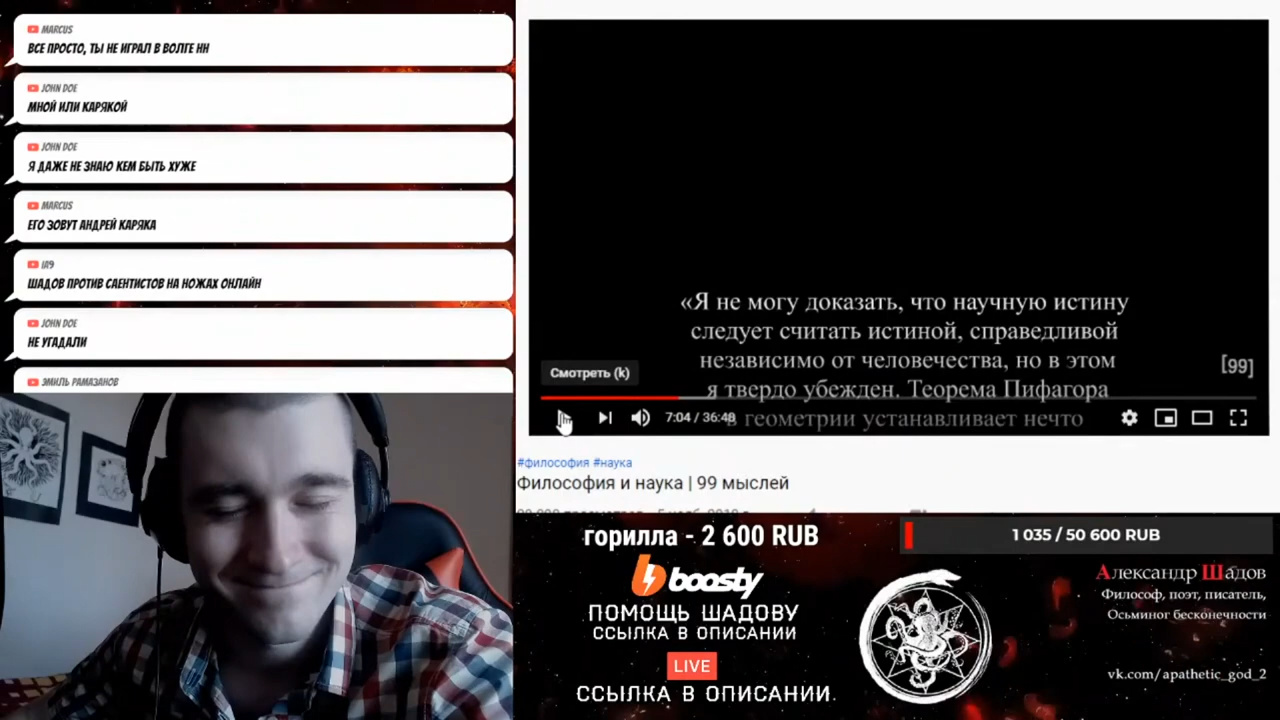 MARCUS
ВСЕ ПРОСТО, ТЫ НЕ ИГРАЛ В ВОЛГЕ НН
JOHN DOE
МНОЙ ИЛИ КАРЯКОЙ
JOHN DOE
Я ДАЖЕ НЕ ЗНАЮ КЕМ БЫТЬ ХУЖЕ
MARCUS
ЕГО ЗОВУТ АНДРЕЙ КАРЯКА
IA9
ШАДОВ ПРОТИВ САЕНТИСТОВ НА НОЖАХ ОНЛАЙН
JOHN DOE
НЕ УГАДАЛИ
ЭМИЛЬ РАМАЗАНОВ
«Я не могу доказать, что научную истину
следует считать истиной, справедливой
независимо от человечества, но в этом
я твердо убежден. Теорема Пифагора
в геометрии устанавливает нечто
[99]
Смотреть (k)
7:04 / 36:48
#философия #наука
Философия и наука | 99 мыслей
горилла - 2 600 RUB
boosty
ПОМОЩЬ ШАДОВУ
ССЫЛКА В ОПИСАНИИ
LIVE
ССЫЛКА В ОПИСАНИИ
1 035 / 50 600 RUB
Александр Шадов
Философ, поэт, писатель,
Осьминог бесконечности
vk.com/apathetic_god_2